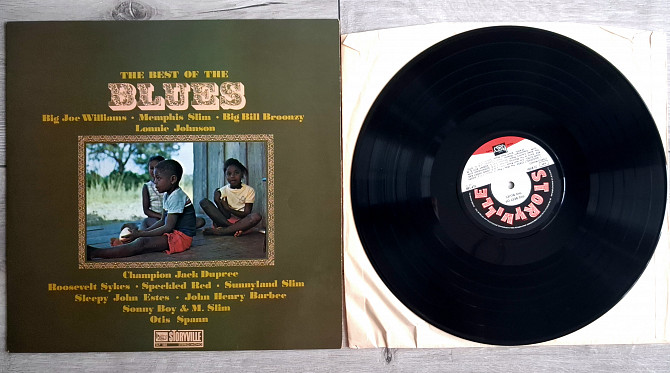 THE BEST OF THE
BLUES
Big Joe Williams • Memphis Slim • Big Bill Broonzy
Lonnie Johnson
Champion Jack Dupree
Roosevelt Sykes • Speckled Red • Sunnyland Slim
Sleepy John Estes • John Henry Barbee
Sonny Boy & M. Slim
Otis Spann
STORYVILLE
STORYVILLE